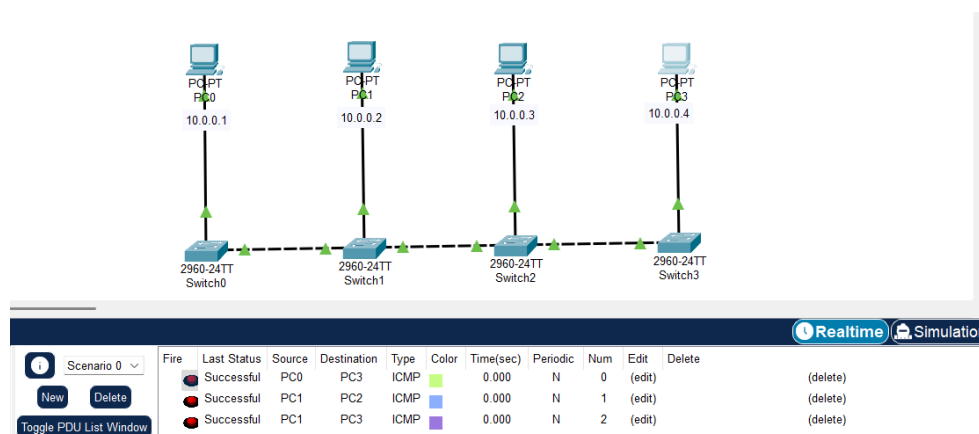 PC-PT
PC0
10.0.0.1
PC-PT
PC1
10.0.0.2
PC-PT
PC2
10.0.0.3
PC-PT
PC3
10.0.0.4
2960-24TT
Switch0
2960-24TT
Switch1
2960-24TT
Switch2
2960-24TT
Switch3
Realtime Simulatio
Scenario 0
New Delete
Toggle PDU List Window
Fire Last Status Source Destination Type Color Time(sec) Periodic Num Edit Delete
Successful PC0 PC3 ICMP 0.000 N 0 (edit) (delete)
Successful PC1 PC2 ICMP 0.000 N 1 (edit) (delete)
Successful PC1 PC3 ICMP 0.000 N 2 (edit) (delete)